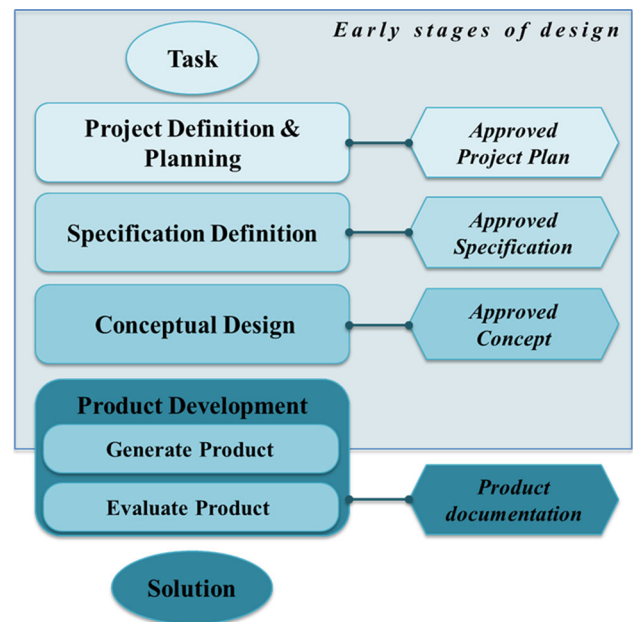 Early stages of design
Task
Project Definition &
Planning
Approved
Project Plan
Specification Definition
Approved
Specification
Conceptual Design
Approved
Concept
Product Development
Generate Product
Evaluate Product
Product
documentation
Solution